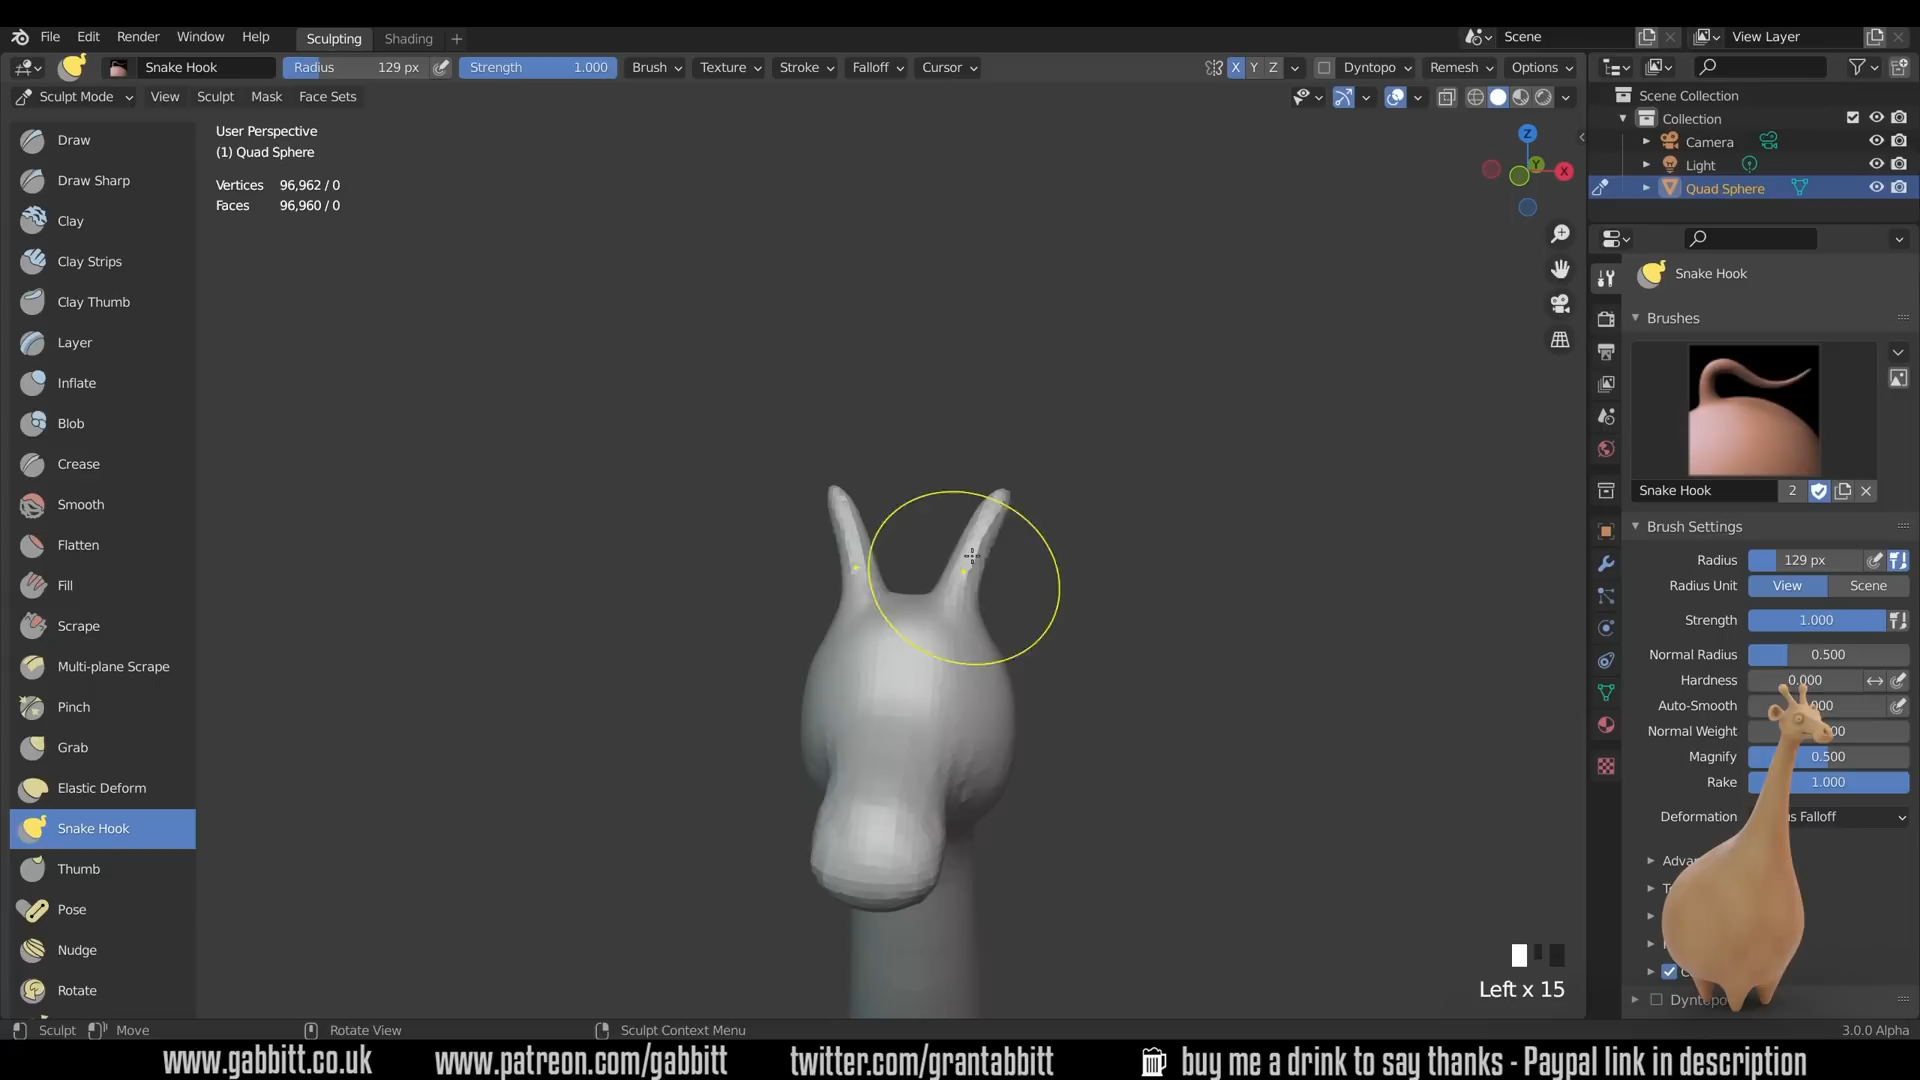 File Edit Render Window Help Sculpting Shading Scene View Layer
Snake Hook Radius 129 px Strength 1.000 Brush Texture Stroke Falloff Cursor X Y Z Dyntopo Remesh Options
Sculpt Mode View Sculpt Mask Face Sets
Scene Collection
Collection
Camera
Light
Quad Sphere
User Perspective
(1) Quad Sphere
Vertices 96,962 / 0
Faces 96,960 / 0
Z
Y
X
Draw
Draw Sharp
Clay
Clay Strips
Clay Thumb
Layer
Inflate
Blob
Crease
Smooth
Flatten
Fill
Scrape
Multi-plane Scrape
Pinch
Grab
Elastic Deform
Snake Hook
Thumb
Pose
Nudge
Rotate
Snake Hook
Brushes
Snake Hook 2
Brush Settings
Radius 129 px
Radius Unit View Scene
Strength 1.000
Normal Radius 0.500
Hardness 0.000
Auto-Smooth
Normal Weight
Magnify 0.500
Rake 1.000
Deformation Falloff
Left x 15
Sculpt Move Rotate View Sculpt Context Menu 3.0.0 Alpha
www.gabbitt.co.uk www.patreon.com/gabbitt twitter.com/grantabbitt buy me a drink to say thanks - Paypal link in description